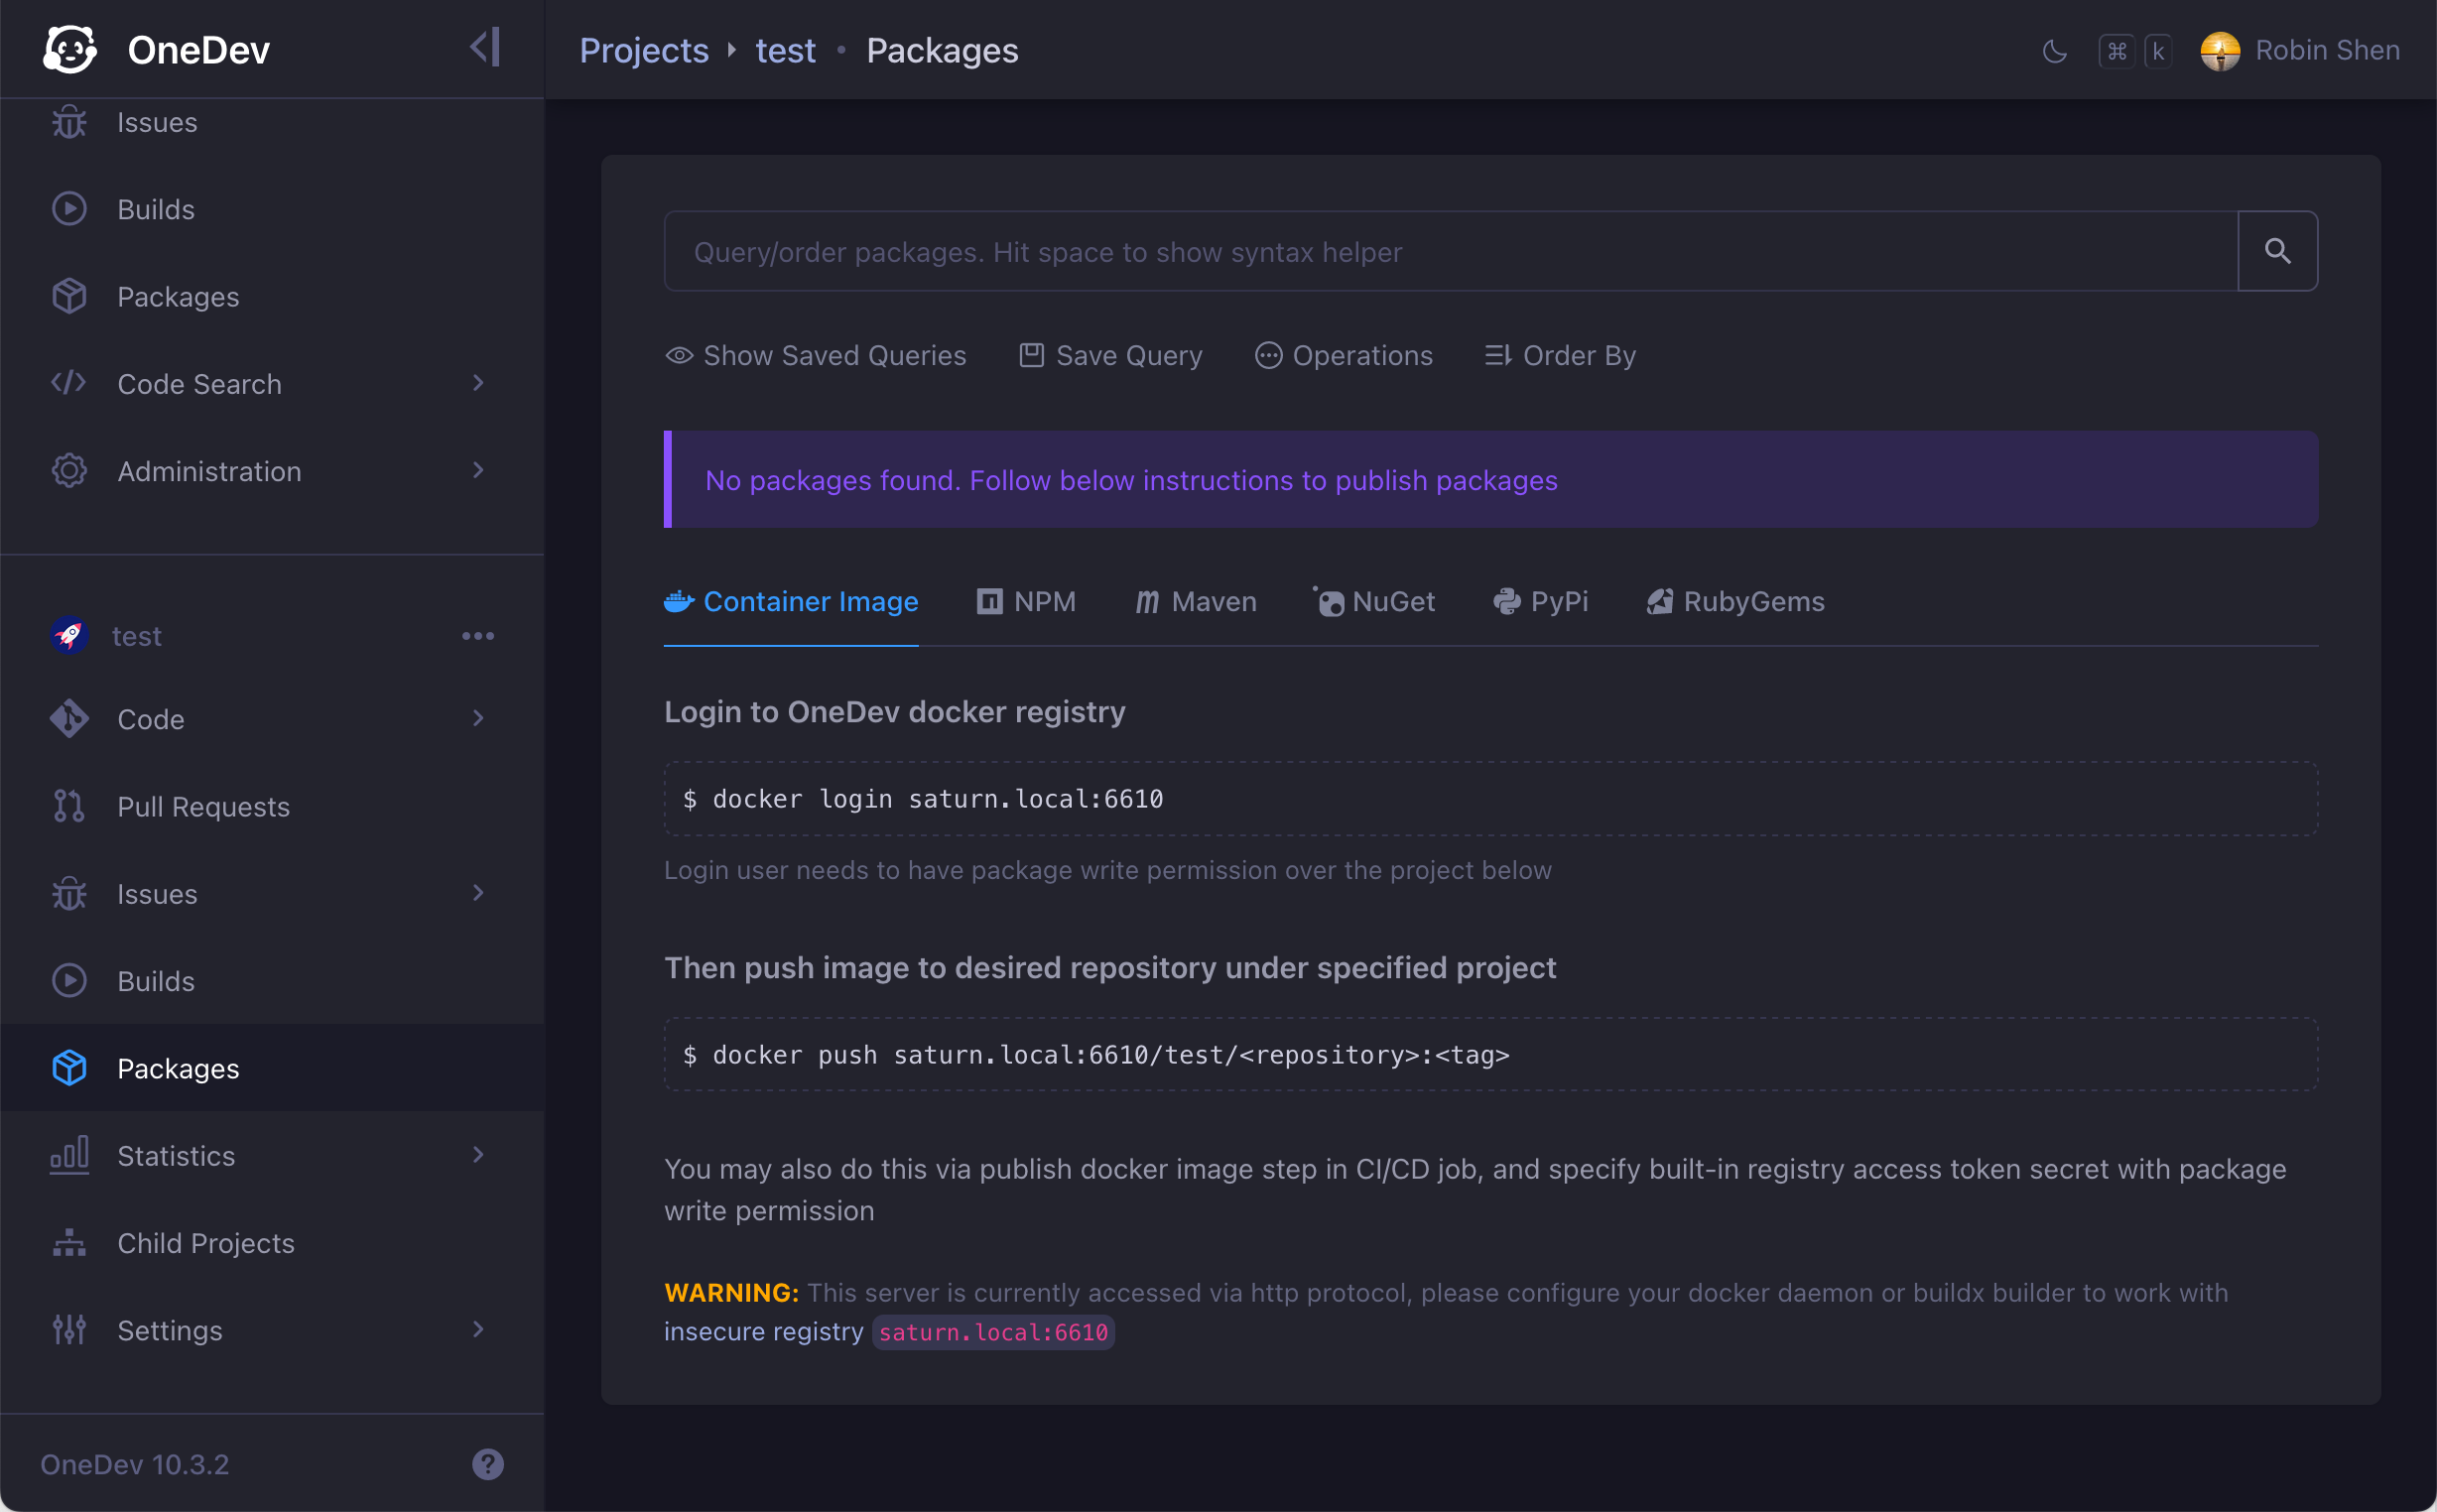 OneDev
Projects test • Packages
⌘ k Robin Shen
Issues
Builds
Packages
Code Search
Administration
test
Code
Pull Requests
Issues
Builds
Packages
Statistics
Child Projects
Settings
OneDev 10.3.2
Query/order packages. Hit space to show syntax helper
Show Saved Queries Save Query Operations Order By
No packages found. Follow below instructions to publish packages
Container Image NPM Maven NuGet PyPi RubyGems
Login to OneDev docker registry
$ docker login saturn.local:6610
Login user needs to have package write permission over the project below
Then push image to desired repository under specified project
$ docker push saturn.local:6610/test/<repository>:<tag>
You may also do this via publish docker image step in CI/CD job, and specify built-in registry access token secret with package
write permission
WARNING: This server is currently accessed via http protocol, please configure your docker daemon or buildx builder to work with
insecure registry saturn.local:6610